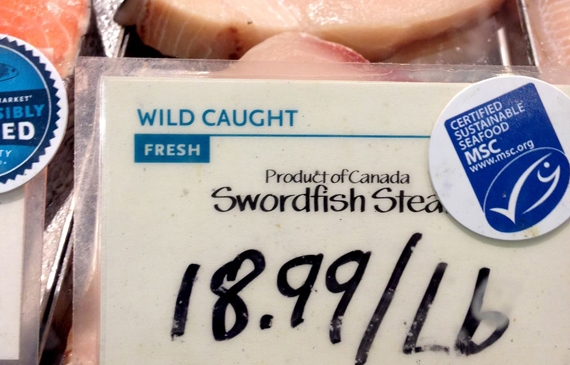 MARKET
SIBLY
ED
TY
WILD CAUGHT
FRESH
Product of Canada
Swordfish Stea
18.99/Lb
CERTIFIED
SUSTAINABLE
SEAFOOD
MSC
www.msc.org